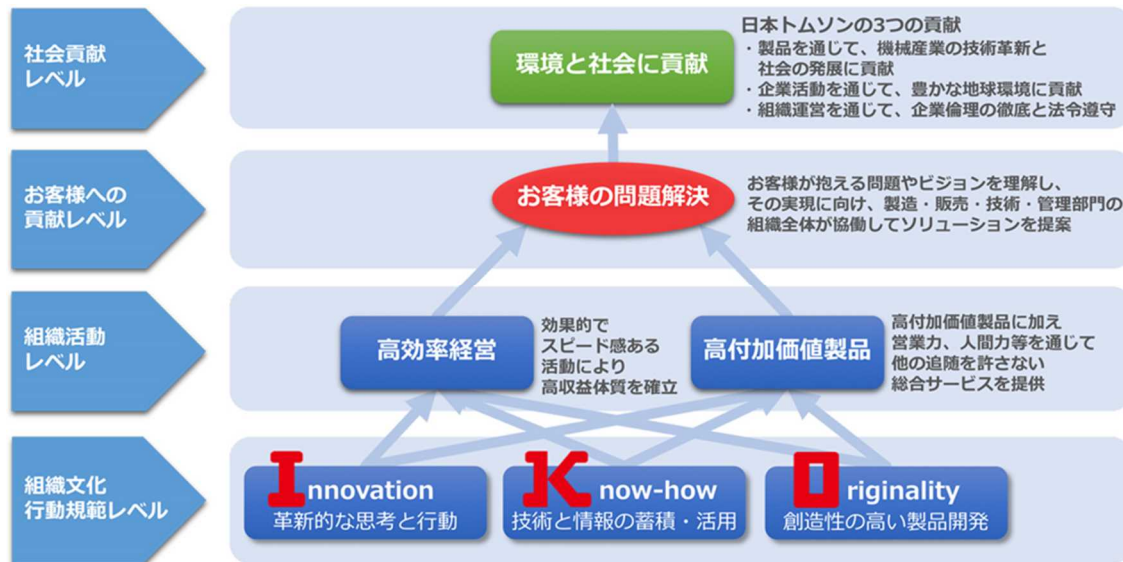 社会貢献
レベル
環境と社会に貢献
日本トムソンの3つの貢献
・製品を通じて、機械産業の技術革新と
社会の発展に貢献
・企業活動を通じて、豊かな地球環境に貢献
・組織運営を通じて、企業倫理の徹底と法令遵守
お客様への
貢献レベル
お客様の問題解決
お客様が抱える問題やビジョンを理解し、
その実現に向け、製造・販売・技術・管理部門の
組織全体が協働してソリューションを提案
組織活動
レベル
高効率経営
効果的で
スピード感ある
活動により
高収益体質を確立
高付加価値製品
高付加価値製品に加え
営業力、人間力等を通じて
他の追随を許さない
総合サービスを提供
組織文化
行動規範レベル
Innovation
革新的な思考と行動
Know-how
技術と情報の蓄積・活用
Originality
創造性の高い製品開発